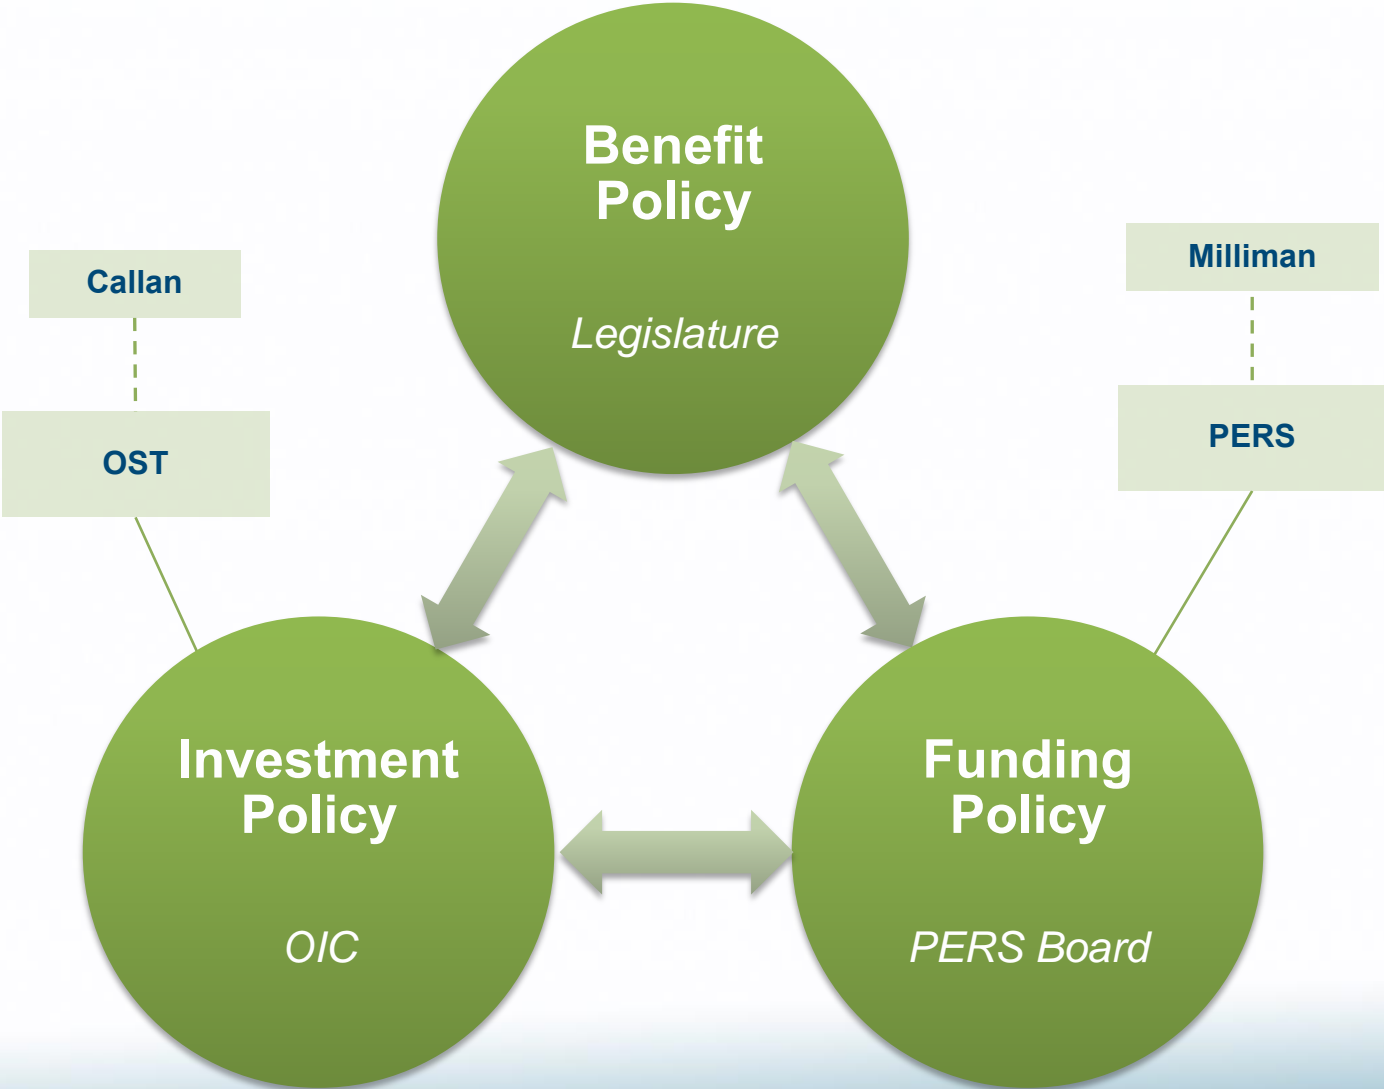 Benefit
Policy
Legislature
Callan
OST
Milliman
PERS
Investment
Policy
OIC
Funding
Policy
PERS Board